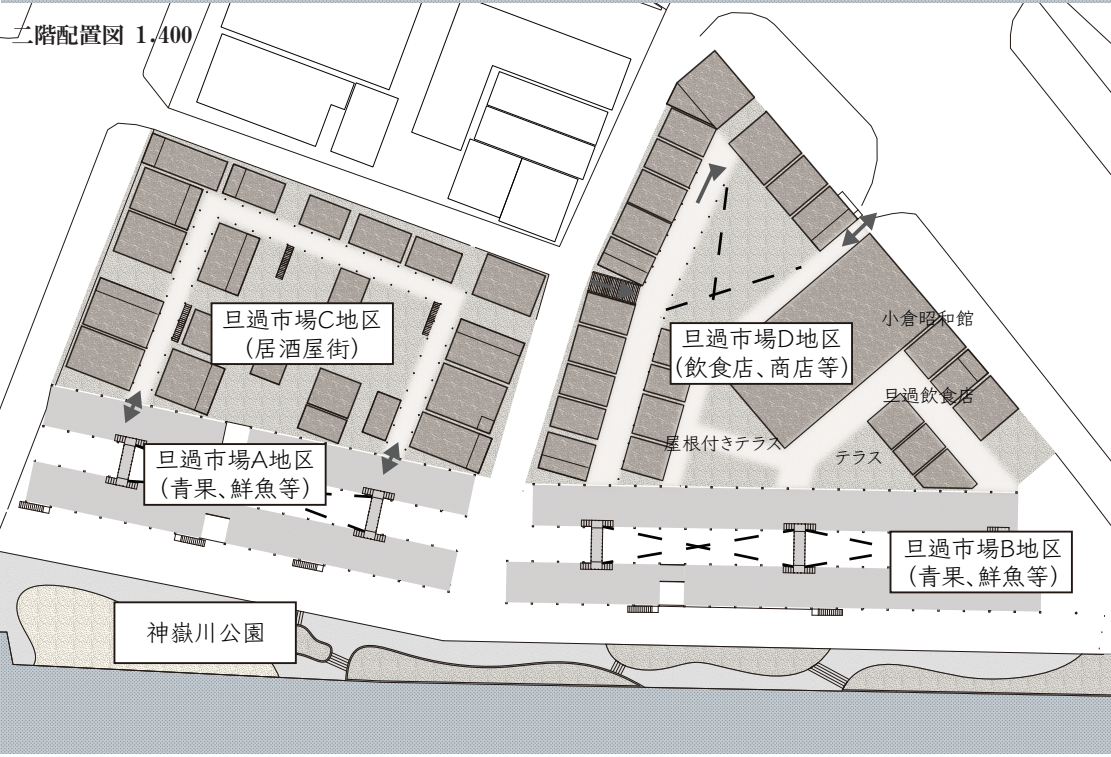 二階配置図 1.400
旦過市場C地区
(居酒屋街)
旦過市場D地区
(飲食店、商店等)
小倉昭和館
旦過飲食店
屋根付きテラス
テラス
旦過市場A地区
(青果、鮮魚等)
旦過市場B地区
(青果、鮮魚等)
神嶽川公園